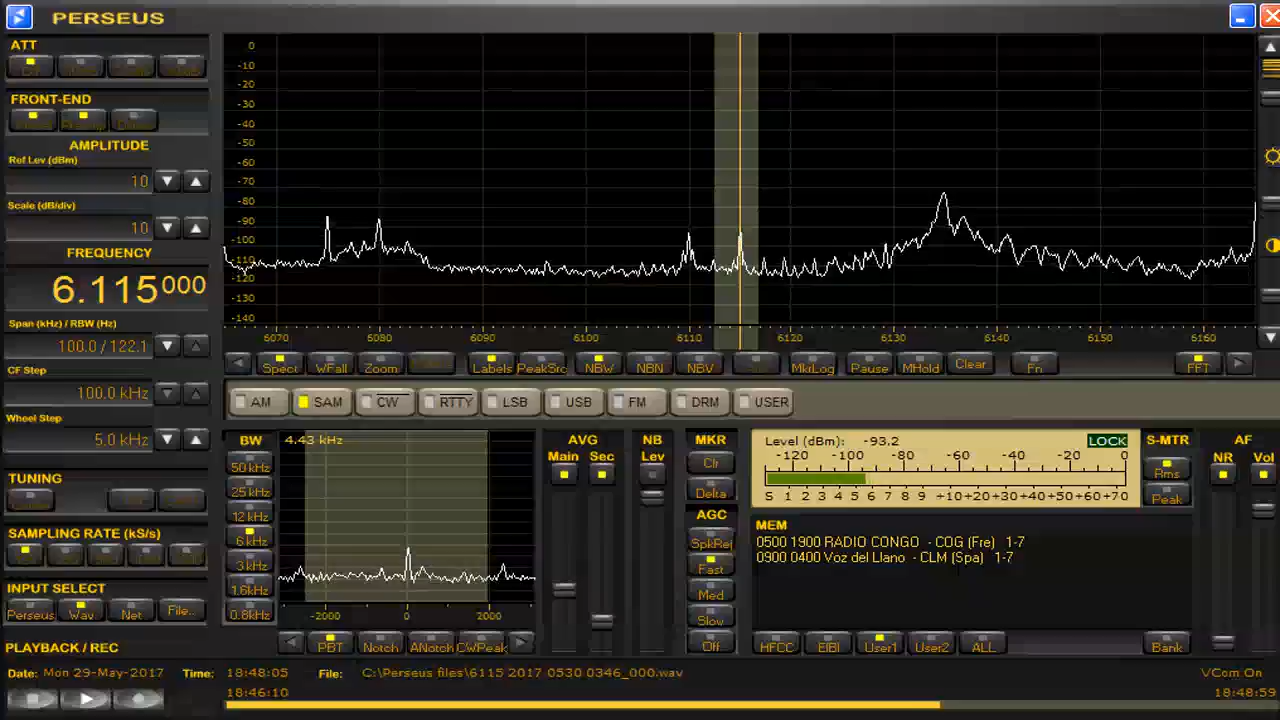 PERSEUS
ATT
FRONT-END
AMPLITUDE
Ref Lev (dBm)
10
Scale (dB/div)
10
FREQUENCY
6.115000
Span (kHz) / RBW (Hz)
100.0 / 122.1
CF Step
100.0 kHz
Wheel Step
5.0 kHz
TUNING
SAMPLING RATE (kS/s)
INPUT SELECT
Perseus Wav Net File..
PLAYBACK / REC
0
-10
-20
-30
-40
-50
-60
-70
-80
-90
-100
-110
-120
-130
-140
6070 6080 6090 6100 6110 6120 6130 6140 6150 6160
Spect WFall Zoom Labels PeakSrc NBW NBN NBV MkrLog Pause MHold Clear Fn FFT
AM SAM CW RTTY LSB USB FM DRM USER
BW
50 kHz
25 kHz
12 kHz
6 kHz
3 kHz
1.6kHz
0.8kHz
4.43 kHz
-2000 0 2000
PBT Notch ANotch CWPeak
AVG
Main Sec
NB
Lev
MKR
Clr
Delta
AGC
SpkRej
Fast
Med
Slow
Off
Level (dBm): -93.2 LOCK
-120 -100 -80 -60 -40 -20 0
S 1 2 3 4 5 6 7 8 9 +10+20+30+40+50+60+70
S-MTR
Rms
Peak
AF
NR Vol
MEM
0500 1900 RADIO CONGO - COG (Fre) 1-7
0900 0400 Voz del Llano - CLM (Spa) 1-7
HFCC EIBI User1 User2 ALL Bank
Date: Mon 29-May-2017 Time: 18:48:05 File: C:\Perseus files\6115 2017 0530 0346_000.wav VCom On
18:46:10 18:48:59